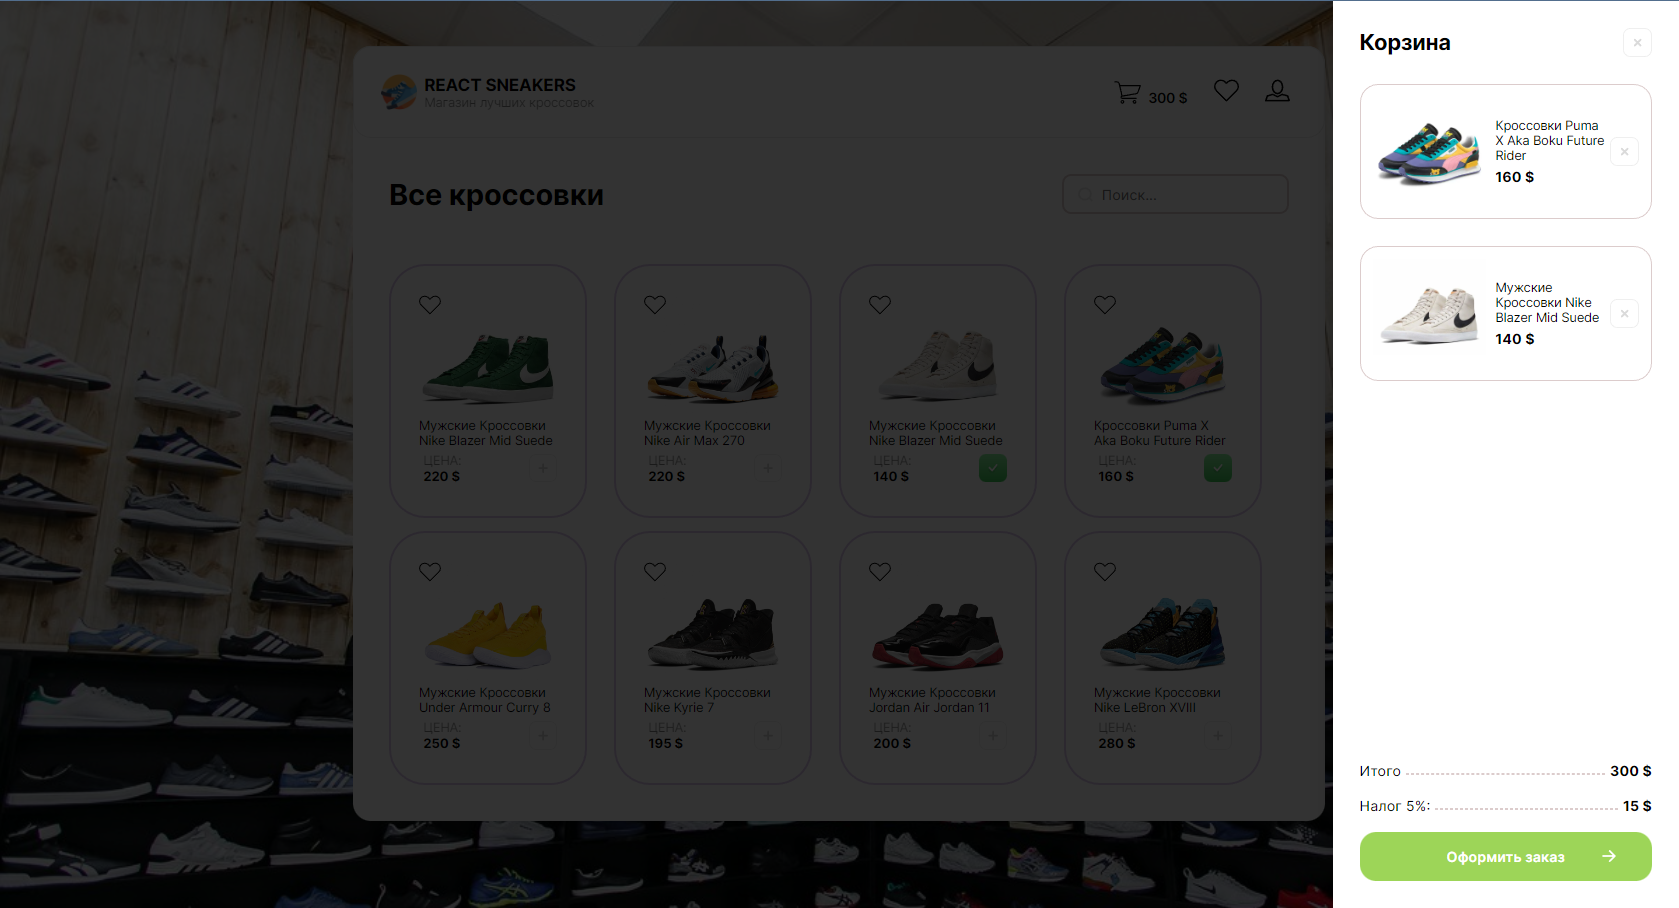 REACT SNEAKERS
Магазин лучших кроссовок
300 $
Все кроссовки
Поиск...
Мужские Кроссовки
Nike Blazer Mid Suede
ЦЕНА:
220 $
Мужские Кроссовки
Nike Air Max 270
ЦЕНА:
220 $
Мужские Кроссовки
Nike Blazer Mid Suede
ЦЕНА:
140 $
Кроссовки Puma X
Aka Boku Future Rider
ЦЕНА:
160 $
Мужские Кроссовки
Under Armour Curry 8
ЦЕНА:
250 $
Мужские Кроссовки
Nike Kyrie 7
ЦЕНА:
195 $
Мужские Кроссовки
Jordan Air Jordan 11
ЦЕНА:
200 $
Мужские Кроссовки
Nike LeBron XVIII
ЦЕНА:
280 $
Корзина
Кроссовки Puma
X Aka Boku Future
Rider
160 $
Мужские
Кроссовки Nike
Blazer Mid Suede
140 $
Итого 300 $
Налог 5%: 15 $
Оформить заказ